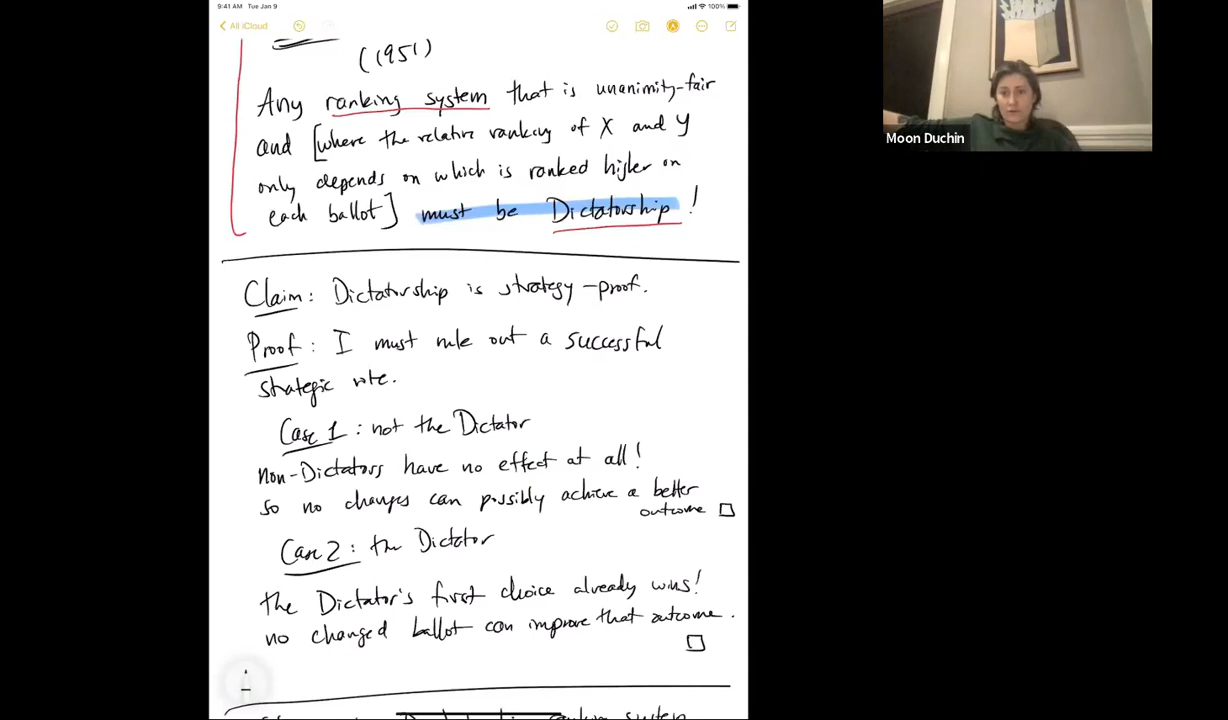 9:41 AM Tue Jan 9
100%
All iCloud
(1951)
Any ranking system that is unanimity-fair
and [where the relative ranking of X and Y
only depends on which is ranked higher on
each ballot] must be Dictatorship!
Claim: Dictatorship is strategy-proof.
Proof: I must rule out a successful
strategic vote.
Case 1: not the Dictator
non-Dictators have no effect at all!
so no changes can possibly achieve a better
outcome
Case 2: the Dictator
the Dictator's first choice already wins!
no changed ballot can improve that outcome.
ranking system
Moon Duchin